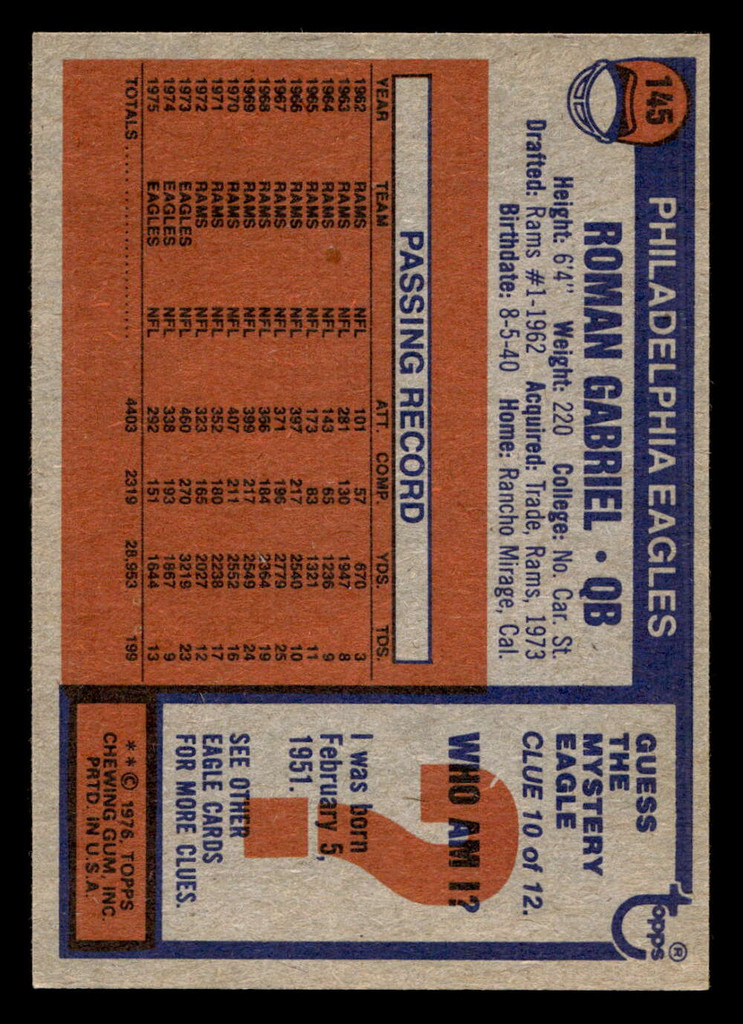 145
PHILADELPHIA EAGLES
ROMAN GABRIEL • QB
Height: 6'4" Weight: 220 College: No. Car. St.
Drafted: Rams #1-1962 Acquired: Trade, Rams, 1973
Birthdate: 8-5-40 Home: Rancho Mirage, Cal.
PASSING RECORD
YEAR TEAM ATT. COMP. YDS. TDS.
1962 RAMS NFL 101 57 670 3
1963 RAMS NFL 281 130 1947 8
1964 RAMS NFL 143 65 1236 9
1965 RAMS NFL 173 83 1321 11
1966 RAMS NFL 397 217 2540 10
1967 RAMS NFL 371 196 2779 25
1968 RAMS NFL 366 184 2364 19
1969 RAMS NFL 399 217 2549 24
1970 RAMS NFL 407 211 2552 16
1971 RAMS NFL 352 180 2238 17
1972 RAMS NFL 323 165 2027 12
1973 EAGLES NFL 460 270 3219 23
1974 EAGLES NFL 338 193 1867 9
1975 EAGLES NFL 292 151 1644 13
TOTALS .......................... 4403 2319 28,953 199
topps®
GUESS
THE
MYSTERY
EAGLE
CLUE 10 of 12.
?
WHO AM I?
I was born
February 5,
1951.
SEE OTHER
EAGLE CARDS
FOR MORE CLUES.
**© 1976, TOPPS
CHEWING GUM, INC.
PRTD. IN U.S.A.